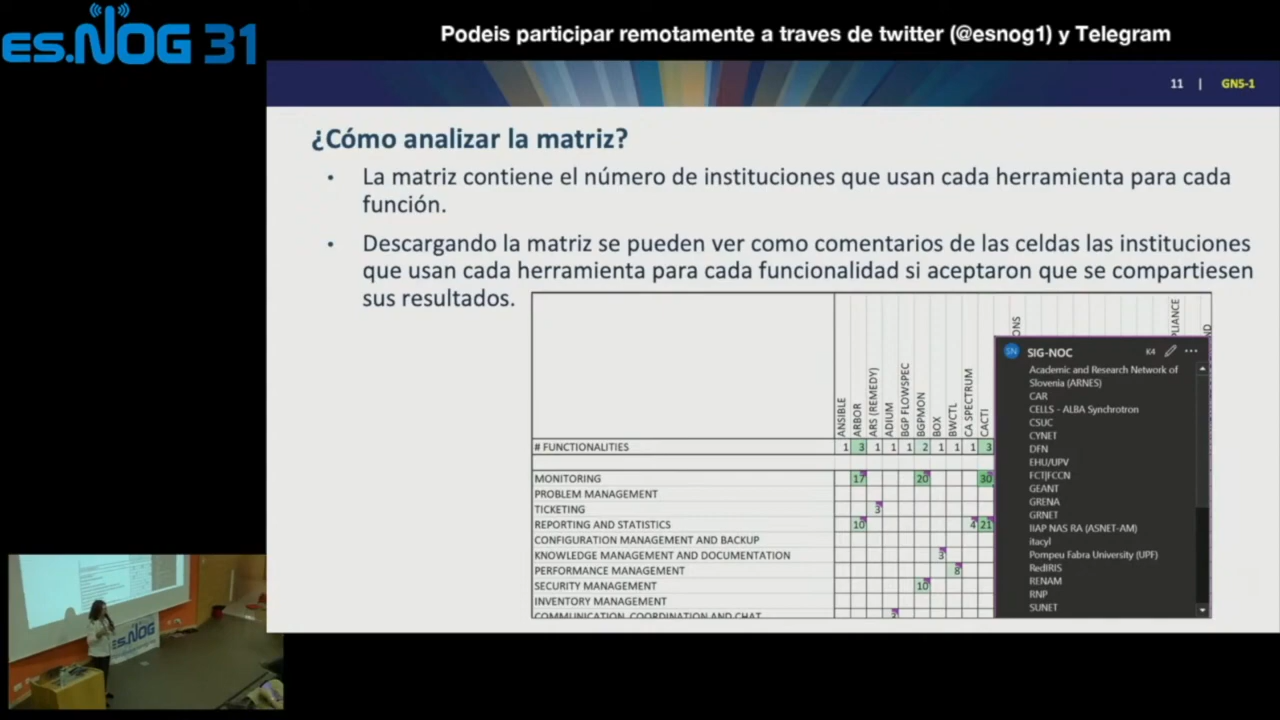 es.NOG 31
Podeis participar remotamente a traves de twitter (@esnog1) y Telegram
11 | GN5-1
¿Cómo analizar la matriz?
• La matriz contiene el número de instituciones que usan cada herramienta para cada
función.
• Descargando la matriz se pueden ver como comentarios de las celdas las instituciones
que usan cada herramienta para cada funcionalidad si aceptaron que se compartiesen
sus resultados.
ANSIBLE
ARBOR
ARS (REMEDY)
ADIUM
BGP FLOWSPEC
BGPMON
BOX
BWCTL
CA SPECTRUM
CACTI
# FUNCTIONALITIES 1 3 1 1 1 2 1 1 1 3
MONITORING 17 20 30
PROBLEM MANAGEMENT
TICKETING 3
REPORTING AND STATISTICS 10 4 21
CONFIGURATION MANAGEMENT AND BACKUP
KNOWLEDGE MANAGEMENT AND DOCUMENTATION 3
PERFORMANCE MANAGEMENT 8
SECURITY MANAGEMENT 10
INVENTORY MANAGEMENT
COMMUNICATION, COORDINATION AND CHAT
SN SIG-NOC K4
Academic and Research Network of
Slovenia (ARNES)
CAR
CELLS - ALBA Synchrotron
CSUC
CYNET
DFN
EHU/UPV
FCT|FCCN
GEANT
GRENA
GRNET
IIAP NAS RA (ASNET-AM)
itacyl
Pompeu Fabra University (UPF)
RedIRIS
RENAM
RNP
SUNET
es.NOG